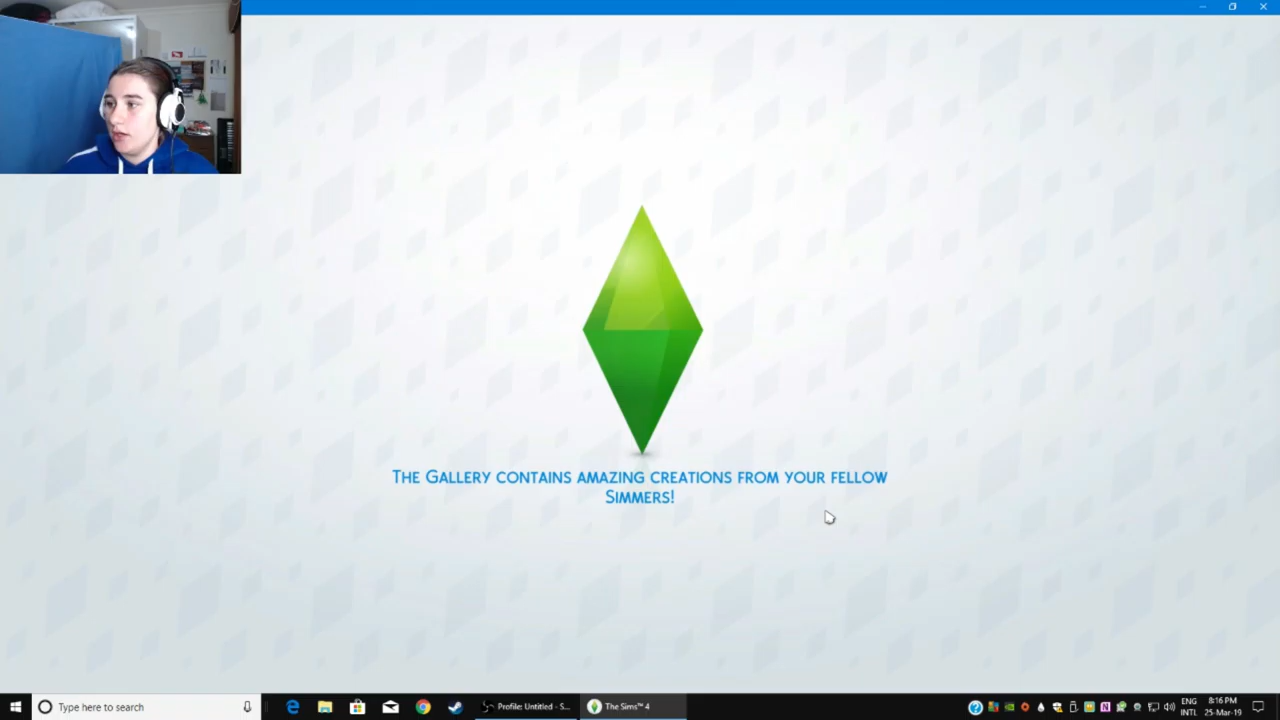 THE GALLERY CONTAINS AMAZING CREATIONS FROM YOUR FELLOW
SIMMERS!
Type here to search
Profile: Untitled - S...
The Sims™ 4
ENG
INTL
8:16 PM
25-Mar-19